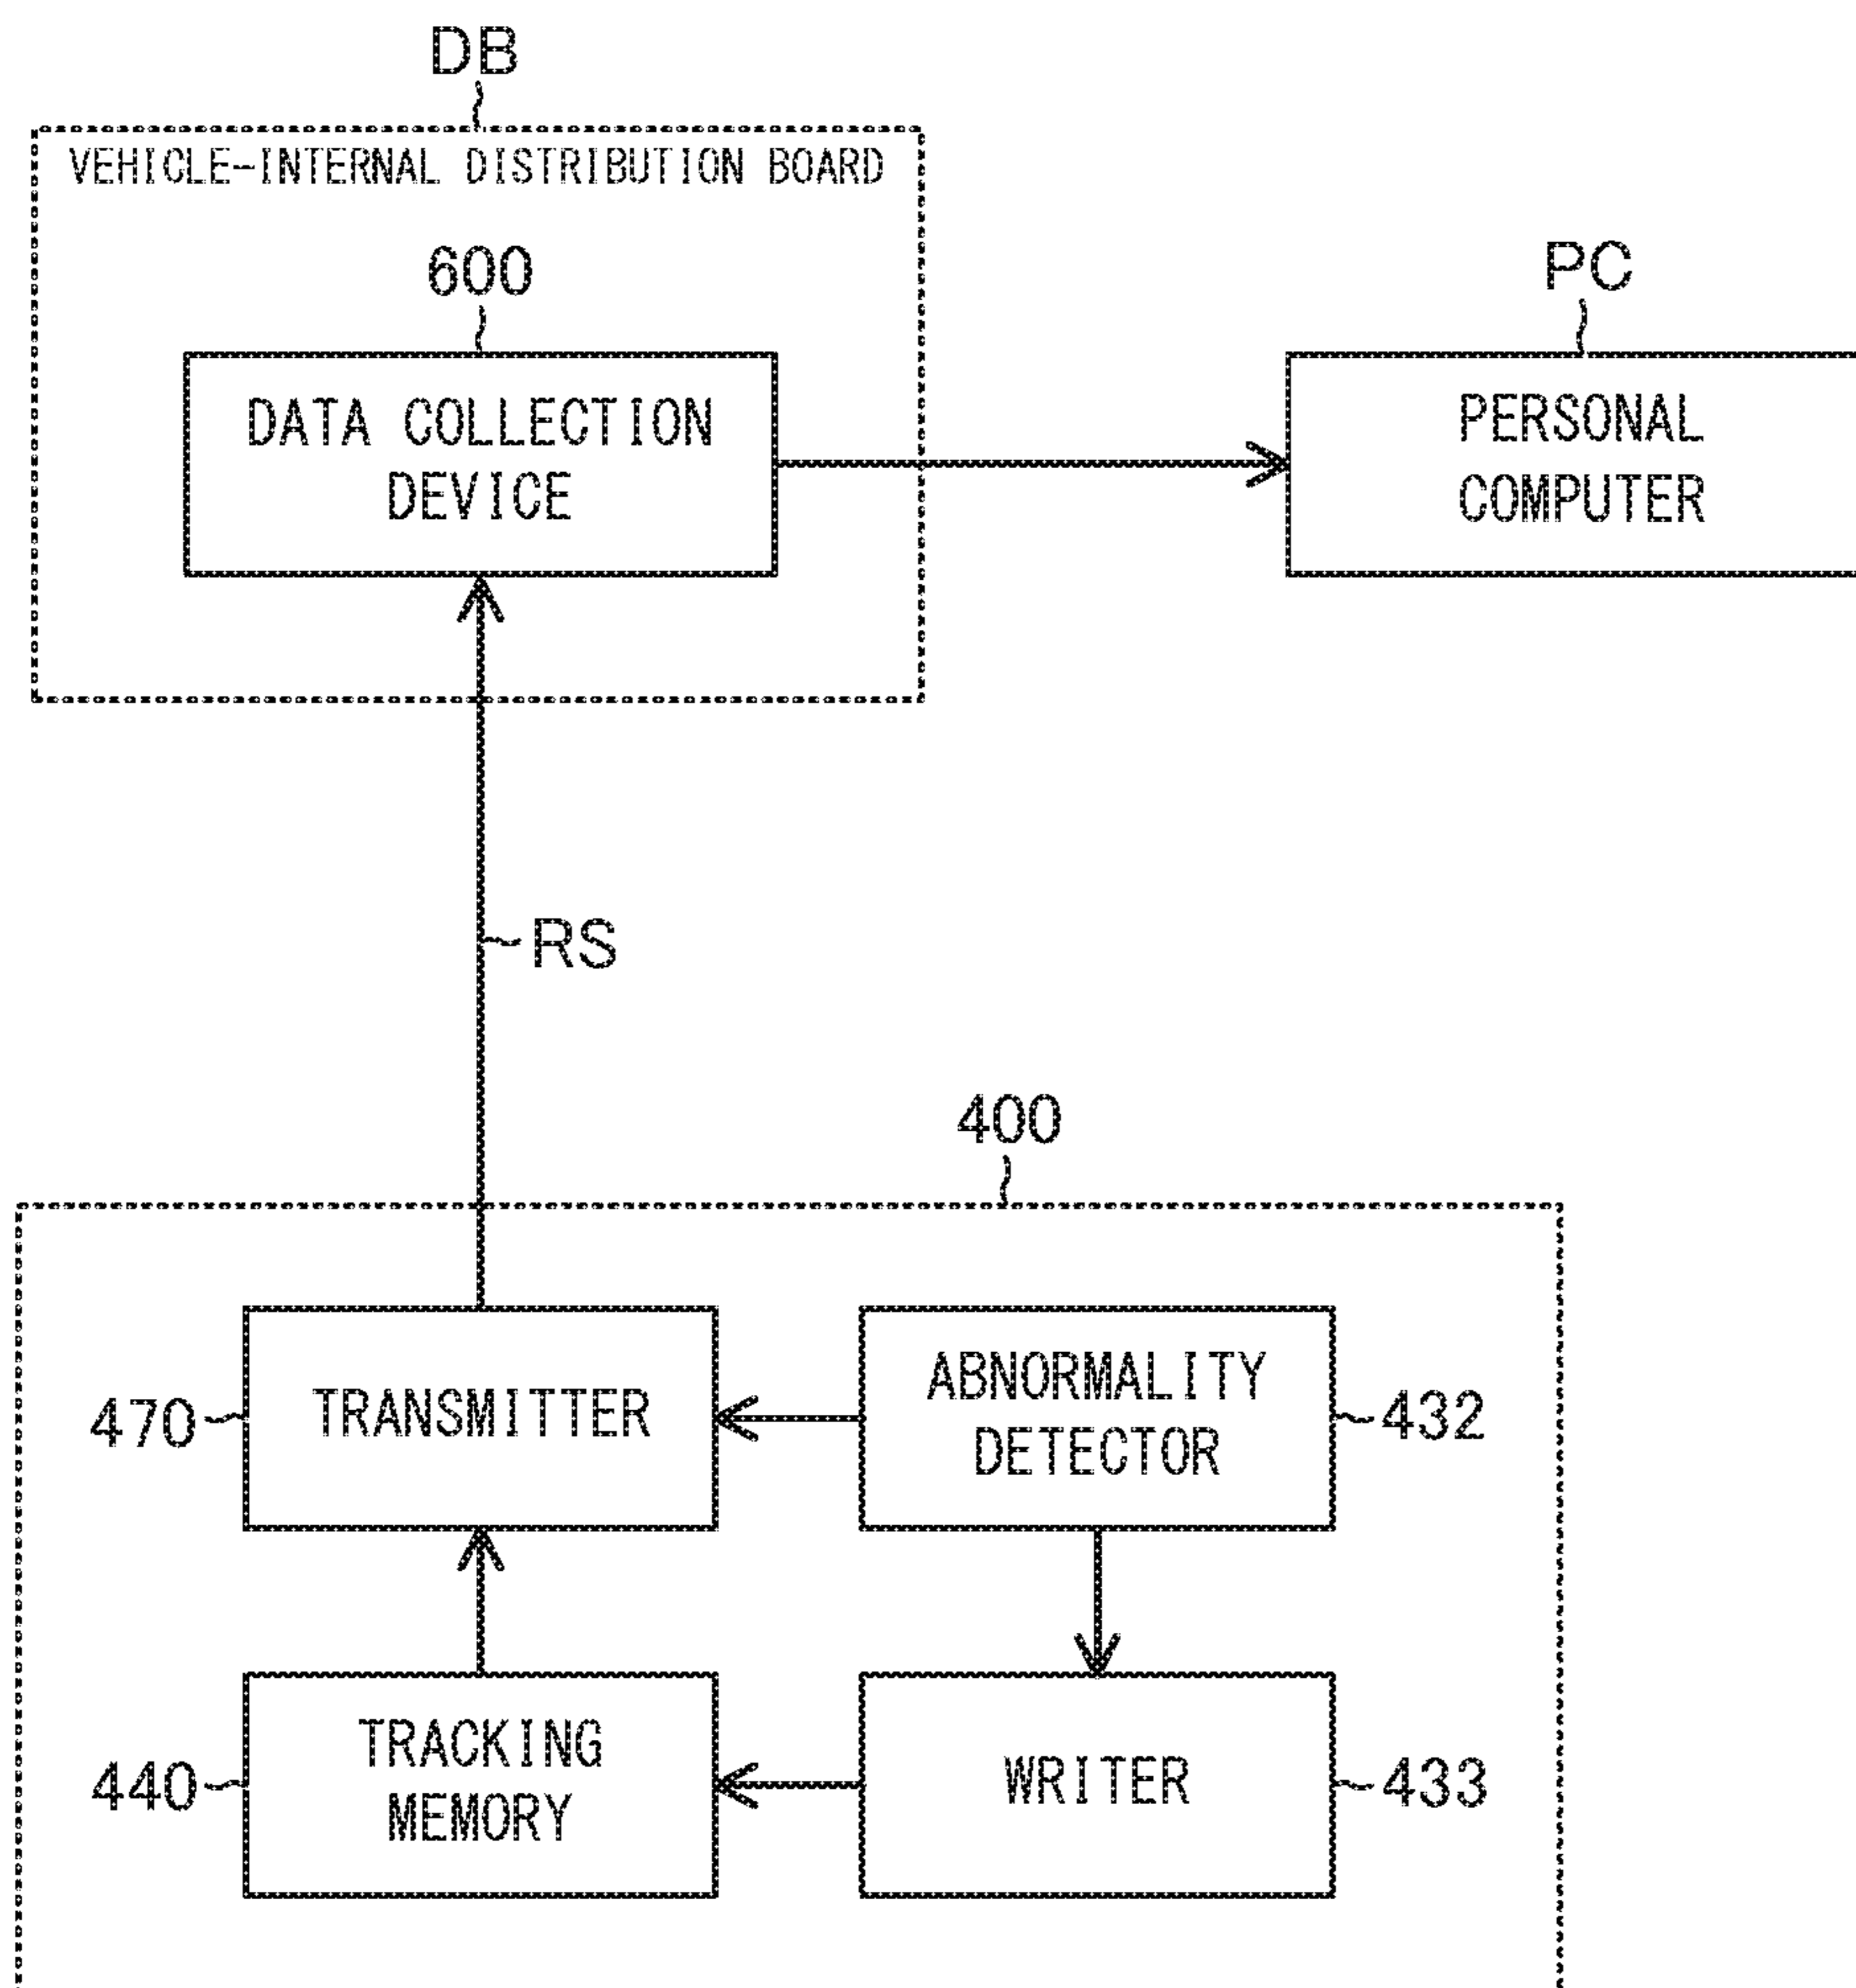 DB
VEHICLE-INTERNAL DISTRIBUTION BOARD
600
DATA COLLECTION
DEVICE
PC
PERSONAL
COMPUTER
RS
400
470
TRANSMITTER
ABNORMALITY
DETECTOR
432
440
TRACKING
MEMORY
WRITER
433